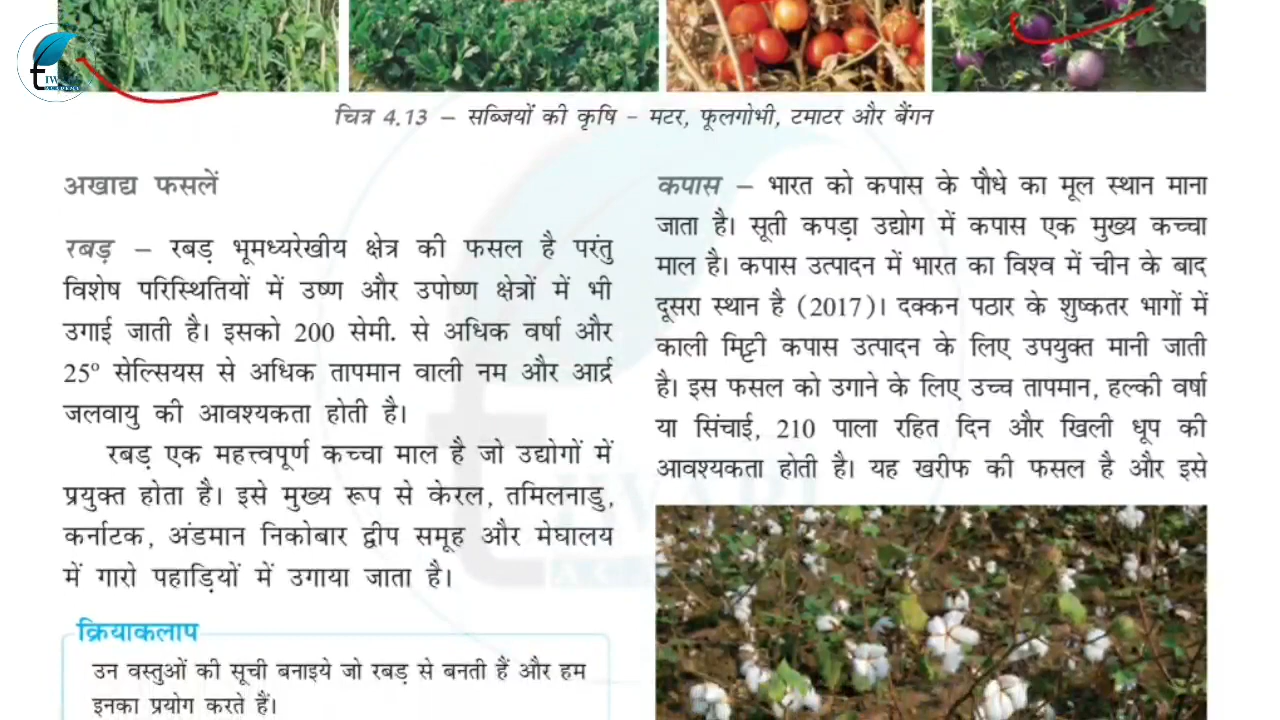 TIWARI
ACADEMY
चित्र 4.13 – सब्जियों की कृषि – मटर, फूलगोभी, टमाटर और बैंगन
अखाद्य फसलें
रबड़ – रबड़ भूमध्यरेखीय क्षेत्र की फसल है परंतु
विशेष परिस्थितियों में उष्ण और उपोष्ण क्षेत्रों में भी
उगाई जाती है। इसको 200 सेमी. से अधिक वर्षा और
25° सेल्सियस से अधिक तापमान वाली नम और आर्द्र
जलवायु की आवश्यकता होती है।
रबड़ एक महत्त्वपूर्ण कच्चा माल है जो उद्योगों में
प्रयुक्त होता है। इसे मुख्य रूप से केरल, तमिलनाडु,
कर्नाटक, अंडमान निकोबार द्वीप समूह और मेघालय
में गारो पहाड़ियों में उगाया जाता है।
क्रियाकलाप
उन वस्तुओं की सूची बनाइये जो रबड़ से बनती हैं और हम
इनका प्रयोग करते हैं।
कपास – भारत को कपास के पौधे का मूल स्थान माना
जाता है। सूती कपड़ा उद्योग में कपास एक मुख्य कच्चा
माल है। कपास उत्पादन में भारत का विश्व में चीन के बाद
दूसरा स्थान है (2017)। दक्कन पठार के शुष्कतर भागों में
काली मिट्टी कपास उत्पादन के लिए उपयुक्त मानी जाती
है। इस फसल को उगाने के लिए उच्च तापमान, हल्की वर्षा
या सिंचाई, 210 पाला रहित दिन और खिली धूप की
आवश्यकता होती है। यह खरीफ की फसल है और इसे